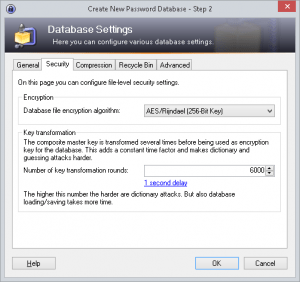 Create New Password Database - Step 2
Database Settings
Here you can configure various database settings.
General Security Compression Recycle Bin Advanced
On this page you can configure file-level security settings.
Encryption
Database file encryption algorithm: AES/Rijndael (256-Bit Key)
Key transformation
The composite master key is transformed several times before being used as encryption
key for the database. This adds a constant time factor and makes dictionary and
guessing attacks harder.
Number of key transformation rounds: 6000
1 second delay
The higher this number the harder are dictionary attacks. But also database
loading/saving takes more time.
Help OK Cancel